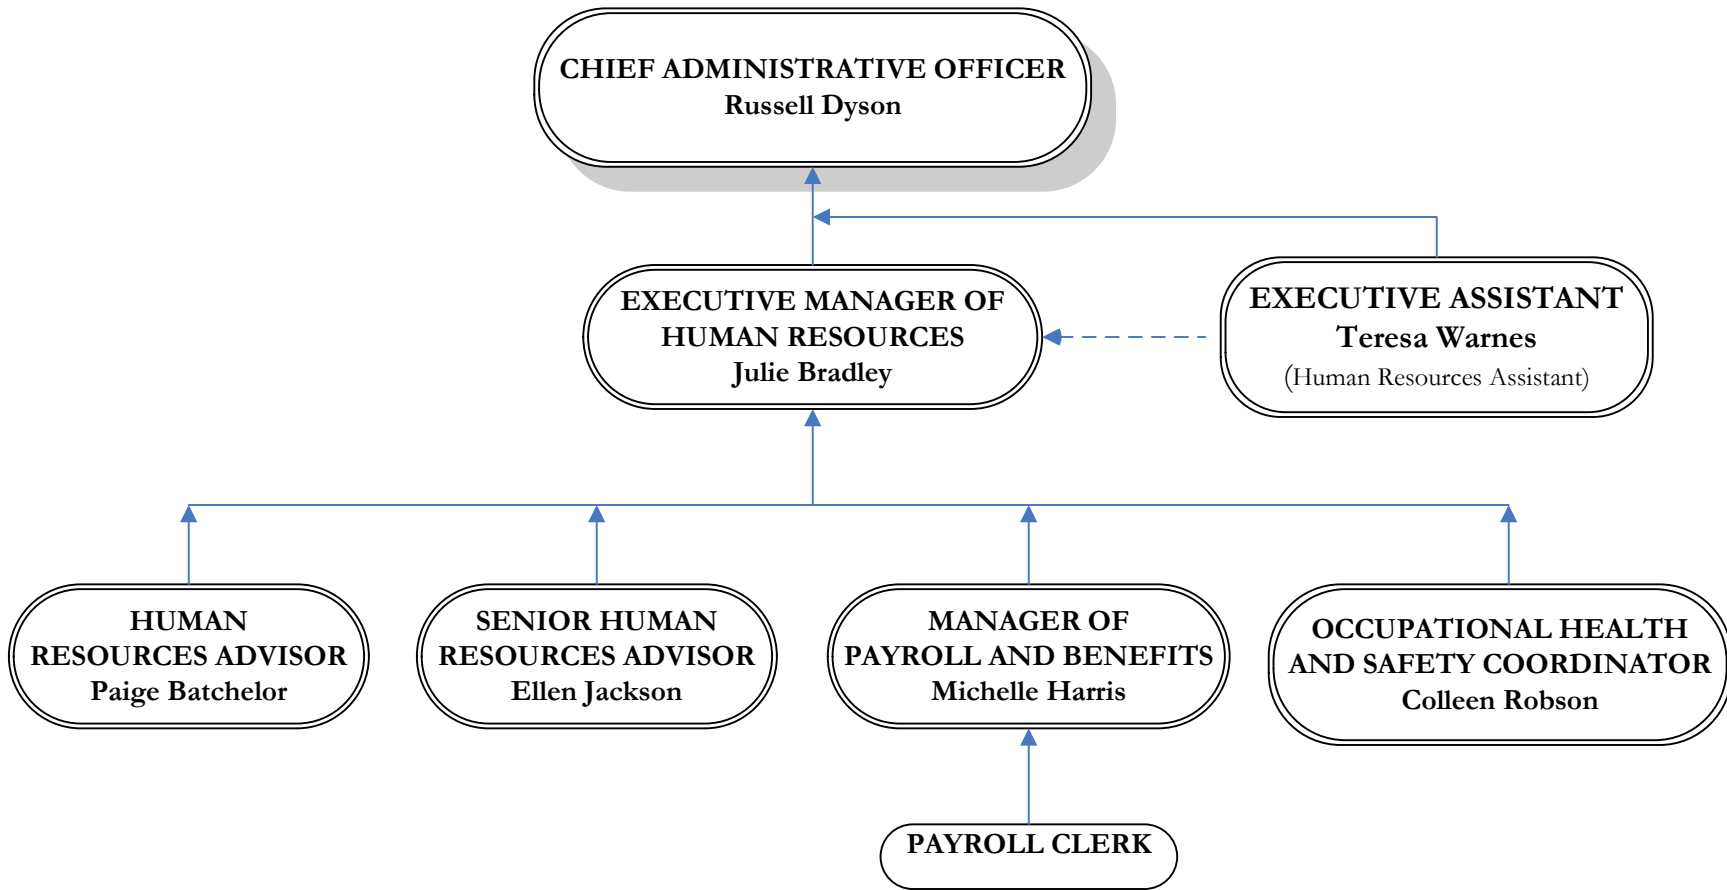 CHIEF ADMINISTRATIVE OFFICER
Russell Dyson
EXECUTIVE MANAGER OF
HUMAN RESOURCES
Julie Bradley
EXECUTIVE ASSISTANT
Teresa Warnes
(Human Resources Assistant)
HUMAN
RESOURCES ADVISOR
Paige Batchelor
SENIOR HUMAN
RESOURCES ADVISOR
Ellen Jackson
MANAGER OF
PAYROLL AND BENEFITS
Michelle Harris
OCCUPATIONAL HEALTH
AND SAFETY COORDINATOR
Colleen Robson
PAYROLL CLERK